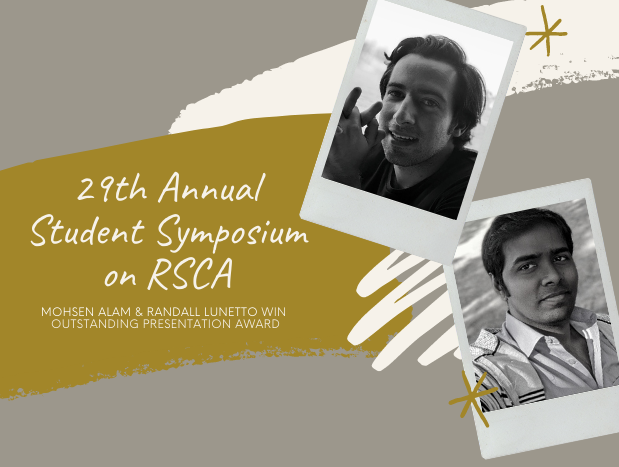 29th Annual
Student Symposium
on RSCA
MOHSEN ALAM & RANDALL LUNETTO WIN
OUTSTANDING PRESENTATION AWARD